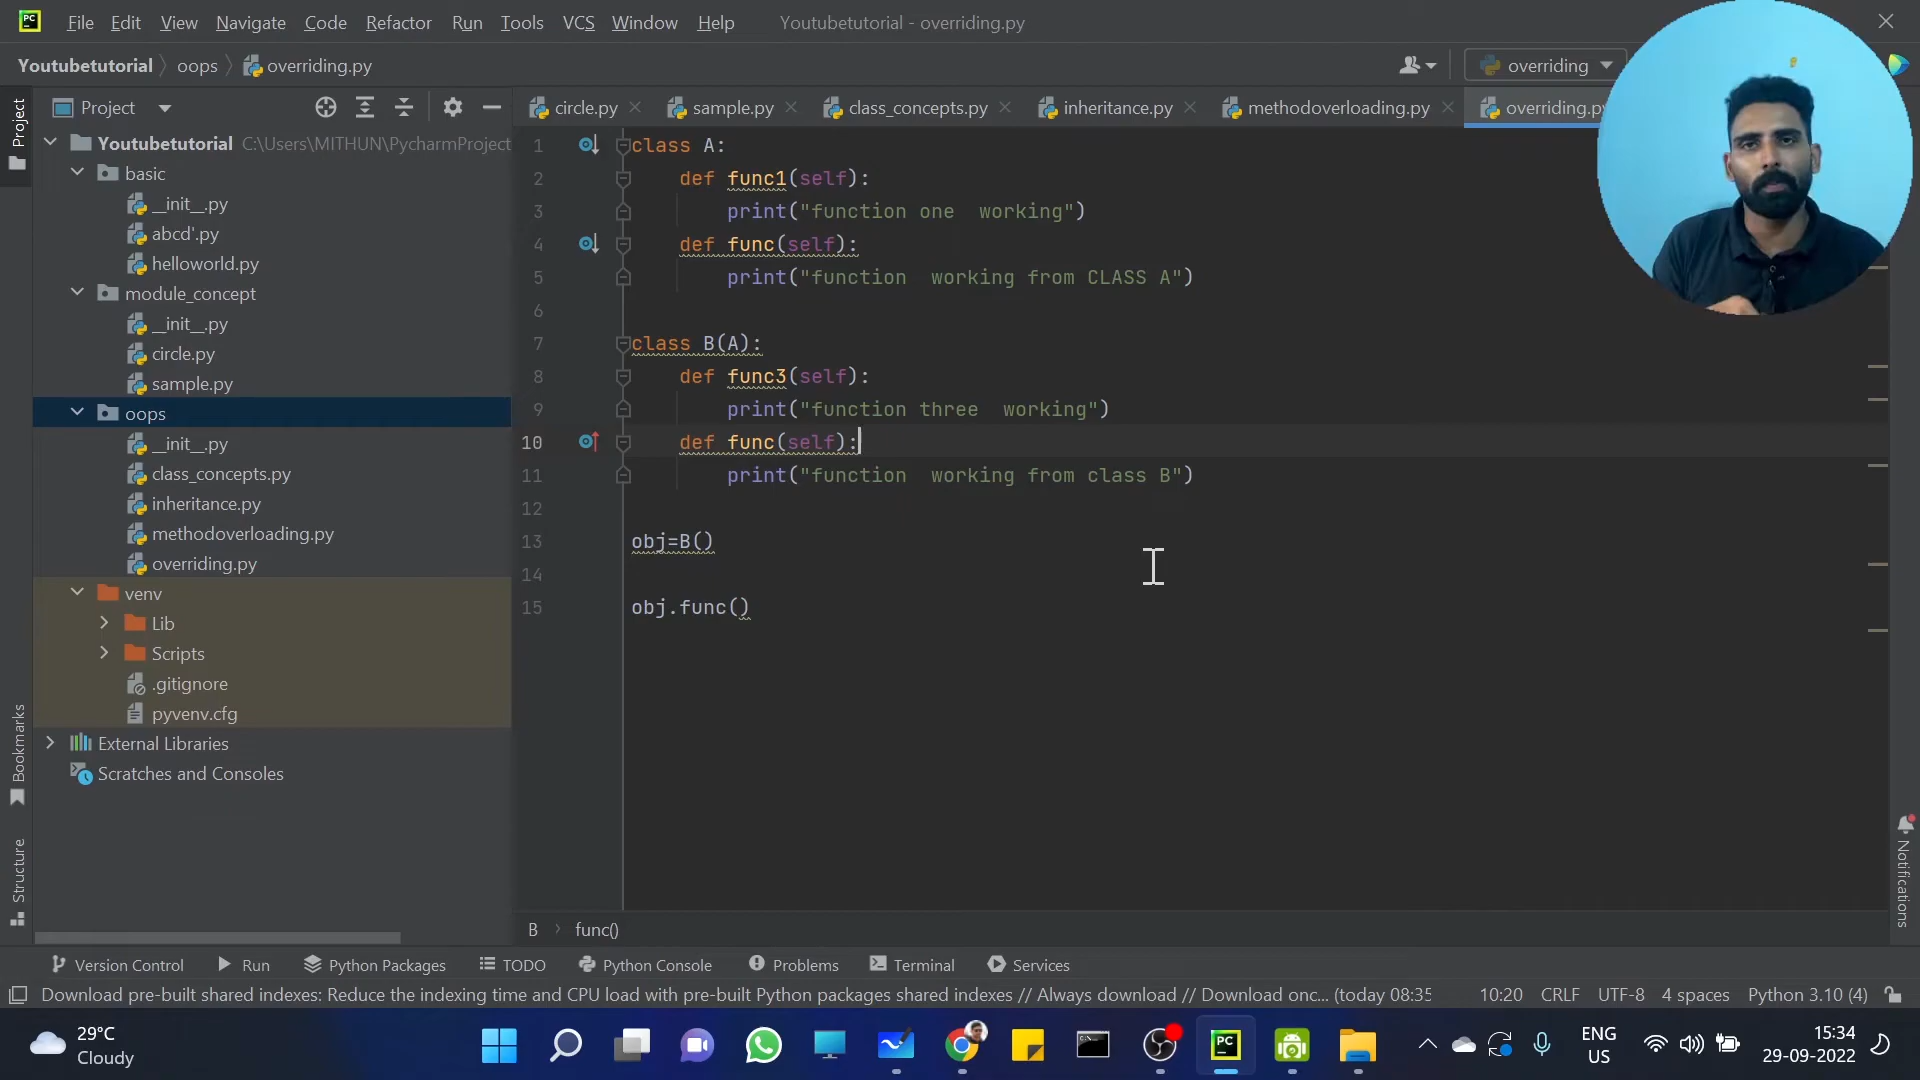 PC File Edit View Navigate Code Refactor Run Tools VCS Window Help Youtubetutorial - overriding.py
Youtubetutorial oops overriding.py overriding
Project circle.py sample.py class_concepts.py inheritance.py methodoverloading.py overriding.py
Project
Youtubetutorial C:\Users\MITHUN\PycharmProject
basic
__init__.py
abcd'.py
helloworld.py
module_concept
__init__.py
circle.py
sample.py
oops
__init__.py
class_concepts.py
inheritance.py
methodoverloading.py
overriding.py
venv
Lib
Scripts
.gitignore
pyvenv.cfg
External Libraries
Scratches and Consoles
Bookmarks
Structure
1 class A:
2 def func1(self):
3 print("function one  working")
4 def func(self):
5 print("function  working from CLASS A")
6
7 class B(A):
8 def func3(self):
9 print("function three  working")
10 def func(self):
11 print("function  working from class B")
12
13 obj=B()
14
15 obj.func()
Notifications
B func()
Version Control Run Python Packages TODO Python Console Problems Terminal Services
Download pre-built shared indexes: Reduce the indexing time and CPU load with pre-built Python packages shared indexes // Always download // Download onc... (today 08:35 10:20 CRLF UTF-8 4 spaces Python 3.10 (4)
29°C
Cloudy
PC
ENG
US
15:34
29-09-2022